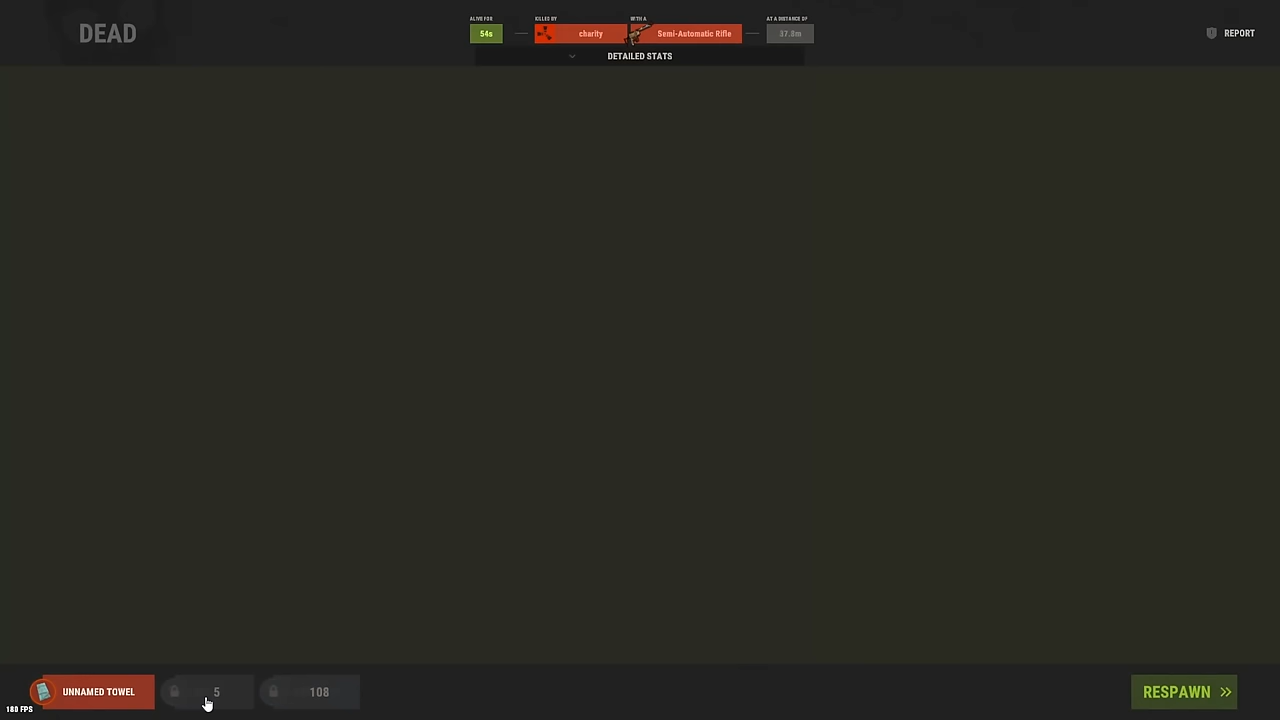 DEAD
ALIVE FOR
54s
KILLED BY
charity
WITH A
Semi-Automatic Rifle
AT A DISTANCE OF
37.8m
REPORT
DETAILED STATS
UNNAMED TOWEL
5
108
RESPAWN
180 FPS